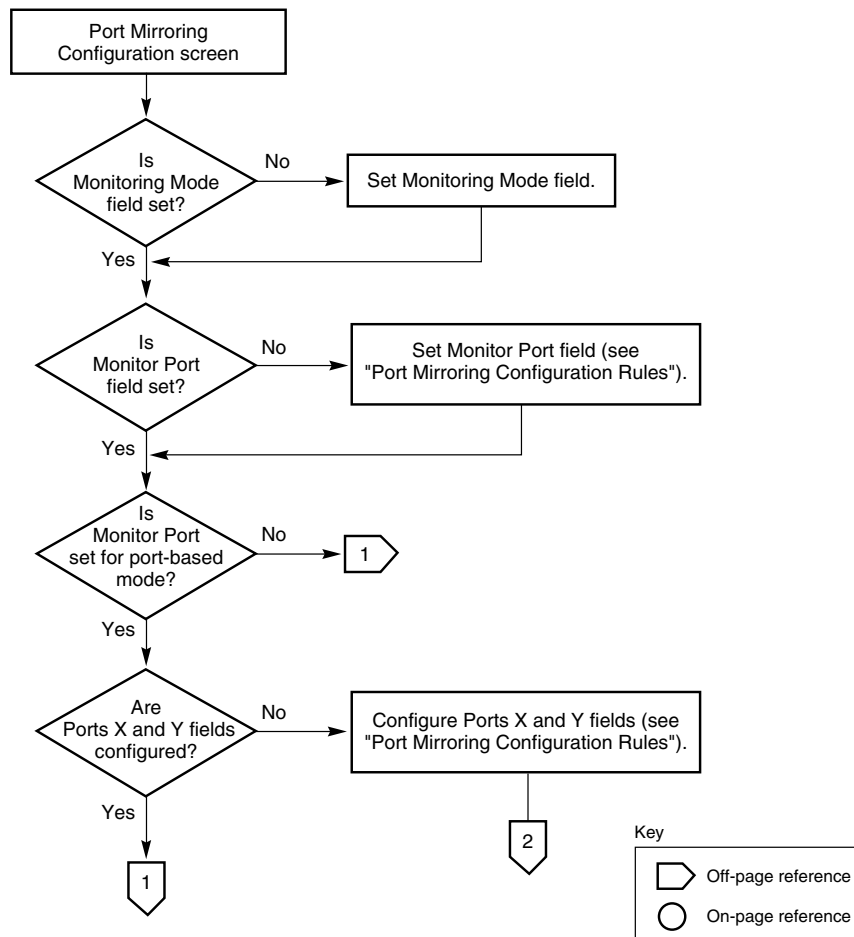 Port Mirroring
Configuration screen
Is
Monitoring Mode
field set?
No
Set Monitoring Mode field.
Yes
Is
Monitor Port
field set?
No
Set Monitor Port field (see
"Port Mirroring Configuration Rules").
Yes
Is
Monitor Port
set for port-based
mode?
No
1
Yes
Are
Ports X and Y fields
configured?
No
Configure Ports X and Y fields (see
"Port Mirroring Configuration Rules").
Yes
1
2
Key
Off-page reference
On-page reference